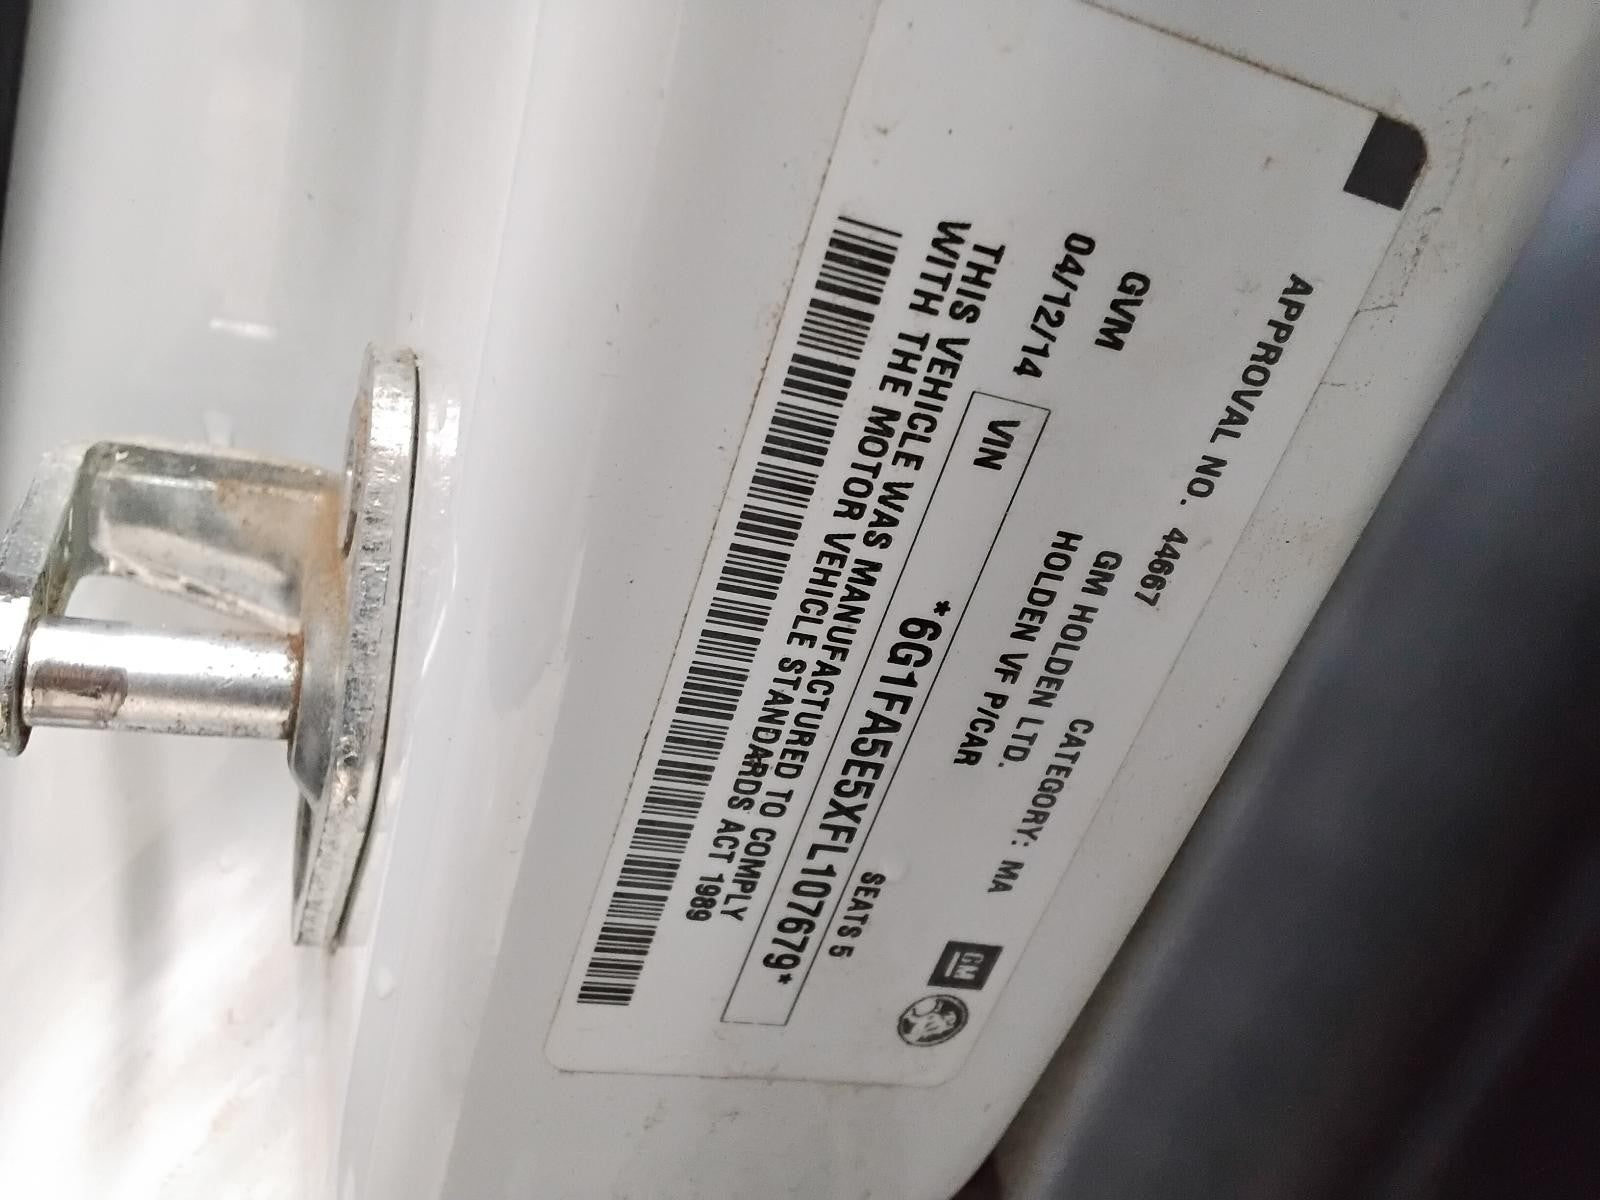 APPROVAL NO. 44667 CATEGORY: MA
GM
GVM GM HOLDEN LTD.
04/12/14 HOLDEN VF P/CAR SEATS 5
VIN *6G1FA5E5XFL107679*
THIS VEHICLE WAS MANUFACTURED TO COMPLY
WITH THE MOTOR VEHICLE STANDARDS ACT 1989